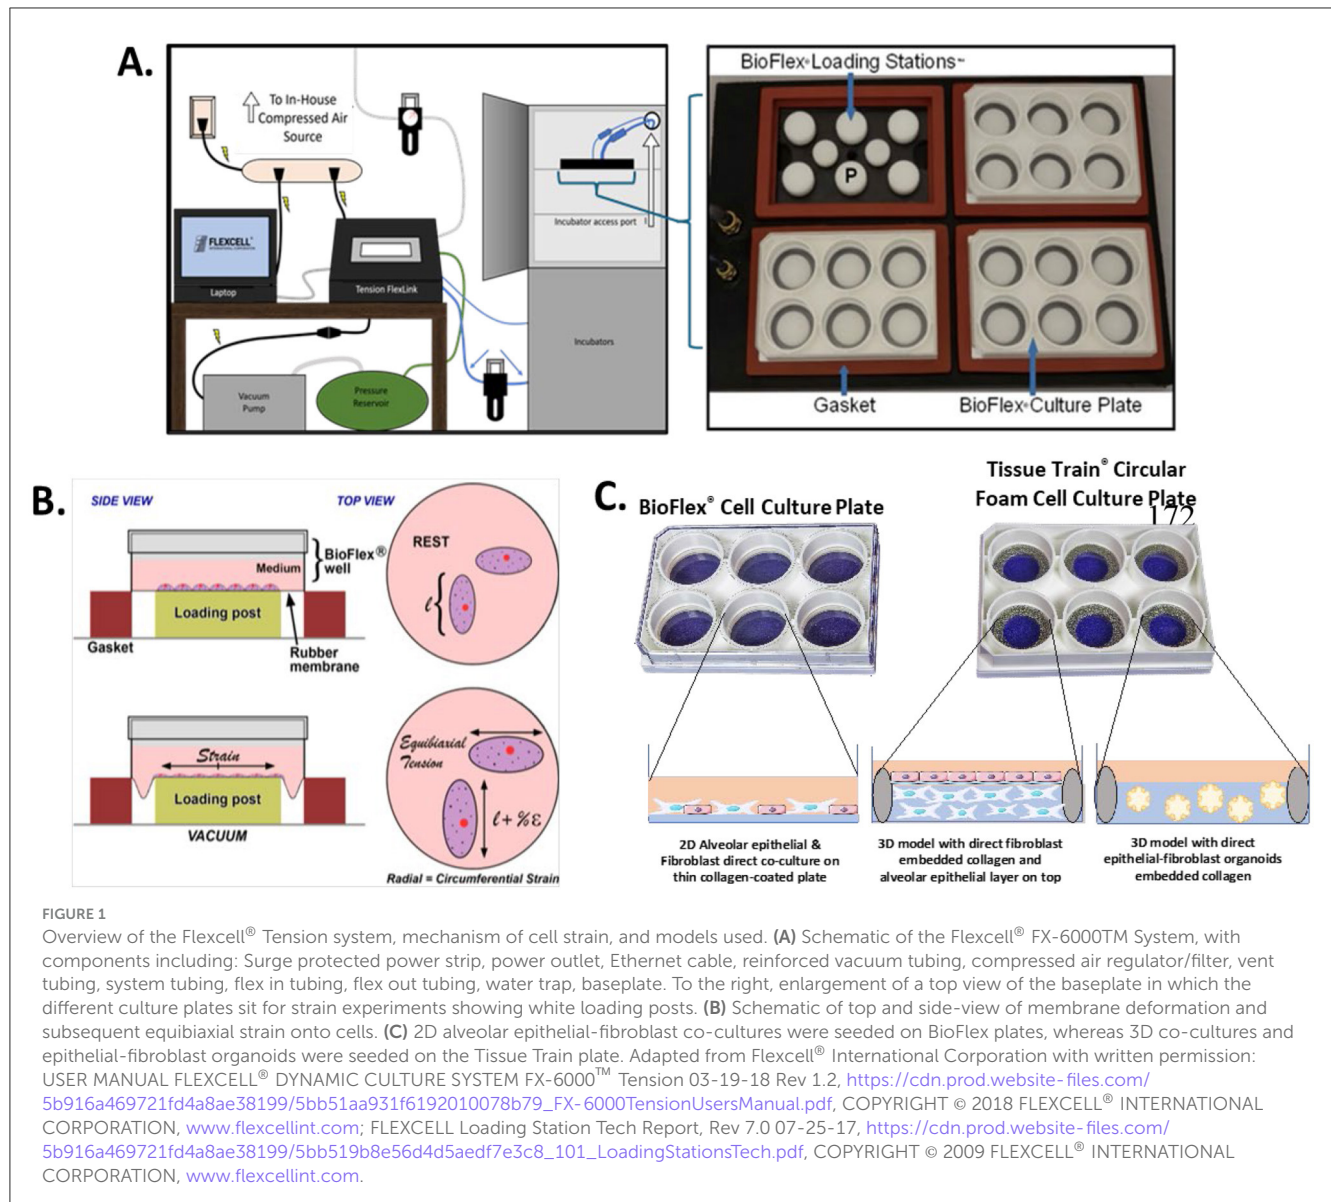 A.
To In-House
Compressed Air
Source
FLEXCELL®
INTERNATIONAL CORPORATION
Laptop
Tension FlexLink
Vacuum
Pump
Pressure
Reservoir
Incubator access port
Incubators
BioFlex® Loading Stations™
P
Gasket
BioFlex® Culture Plate
B.
SIDE VIEW
TOP VIEW
Medium
BioFlex®
well
Loading post
Gasket
Rubber
membrane
REST
ℓ
Strain
Loading post
VACUUM
Equibiaxial
Tension
ℓ + %ε
Radial = Circumferential Strain
C.
BioFlex® Cell Culture Plate
Tissue Train® Circular
Foam Cell Culture Plate
172
2D Alveolar epithelial &
Fibroblast direct co-culture on
thin collagen-coated plate
3D model with direct fibroblast
embedded collagen and
alveolar epithelial layer on top
3D model with direct
epithelial-fibroblast organoids
embedded collagen
FIGURE 1
Overview of the Flexcell® Tension system, mechanism of cell strain, and models used. (A) Schematic of the Flexcell® FX-6000TM System, with
components including: Surge protected power strip, power outlet, Ethernet cable, reinforced vacuum tubing, compressed air regulator/filter, vent
tubing, system tubing, flex in tubing, flex out tubing, water trap, baseplate. To the right, enlargement of a top view of the baseplate in which the
different culture plates sit for strain experiments showing white loading posts. (B) Schematic of top and side-view of membrane deformation and
subsequent equibiaxial strain onto cells. (C) 2D alveolar epithelial-fibroblast co-cultures were seeded on BioFlex plates, whereas 3D co-cultures and
epithelial-fibroblast organoids were seeded on the Tissue Train plate. Adapted from Flexcell® International Corporation with written permission:
USER MANUAL FLEXCELL® DYNAMIC CULTURE SYSTEM FX-6000™ Tension 03-19-18 Rev 1.2, https://cdn.prod.website-files.com/
5b916a469721fd4a8ae38199/5bb51aa931f6192010078b79_FX-6000TensionUsersManual.pdf, COPYRIGHT © 2018 FLEXCELL® INTERNATIONAL
CORPORATION, www.flexcellint.com; FLEXCELL Loading Station Tech Report, Rev 7.0 07-25-17, https://cdn.prod.website-files.com/
5b916a469721fd4a8ae38199/5bb519b8e56d4d5aedf7e3c8_101_LoadingStationsTech.pdf, COPYRIGHT © 2009 FLEXCELL® INTERNATIONAL
CORPORATION, www.flexcellint.com.